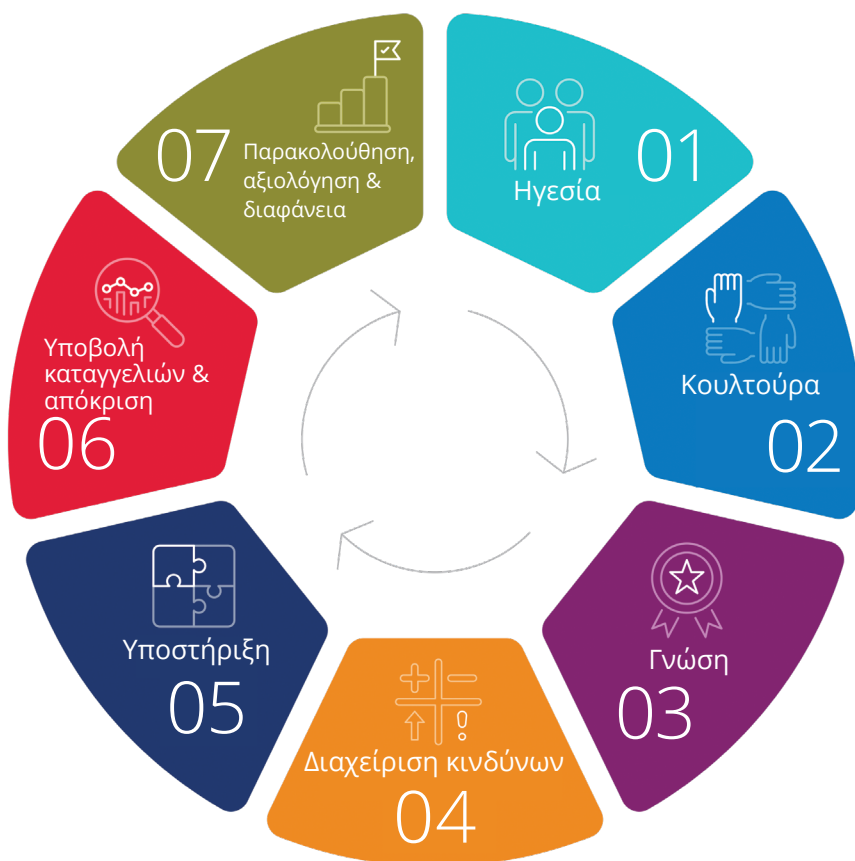 01
Ηγεσία
Κουλτούρα
02
Γνώση
03
Διαχείριση κινδύνων
04
Υποστήριξη
05
Υποβολή
καταγγελιών &
απόκριση
06
07
Παρακολούθηση,
αξιολόγηση &
διαφάνεια